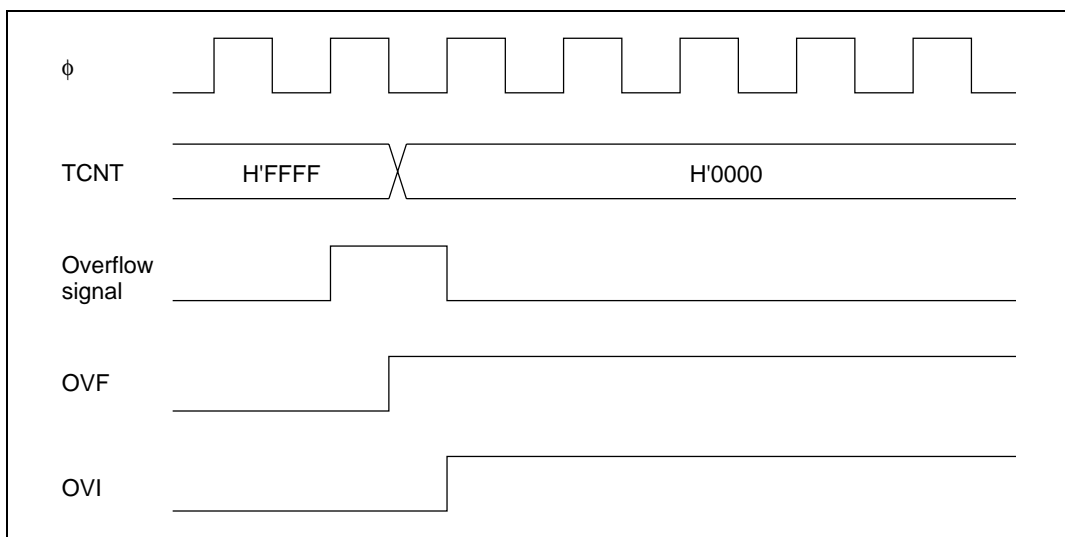 ϕ
TCNT
H'FFFF
H'0000
Overflow
signal
OVF
OVI